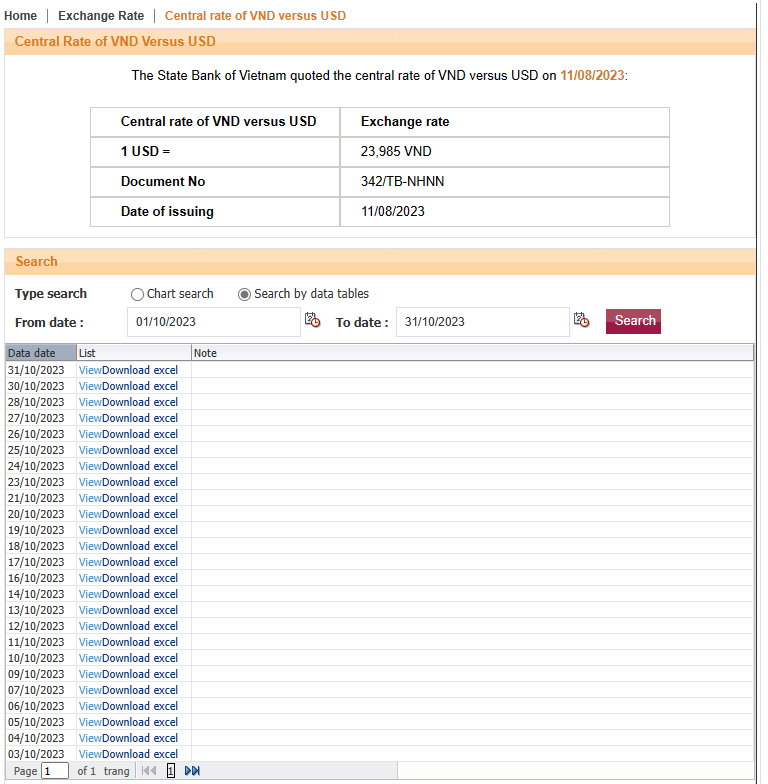 Home | Exchange Rate | Central rate of VND versus USD
Central Rate of VND Versus USD
The State Bank of Vietnam quoted the central rate of VND versus USD on 11/08/2023:
Central rate of VND versus USD Exchange rate
1 USD = 23,985 VND
Document No 342/TB-NHNN
Date of issuing 11/08/2023
Search
Type search Chart search Search by data tables
From date : 01/10/2023 To date : 31/10/2023 Search
Data date List Note
31/10/2023 ViewDownload excel
30/10/2023 ViewDownload excel
28/10/2023 ViewDownload excel
27/10/2023 ViewDownload excel
26/10/2023 ViewDownload excel
25/10/2023 ViewDownload excel
24/10/2023 ViewDownload excel
23/10/2023 ViewDownload excel
21/10/2023 ViewDownload excel
20/10/2023 ViewDownload excel
19/10/2023 ViewDownload excel
18/10/2023 ViewDownload excel
17/10/2023 ViewDownload excel
16/10/2023 ViewDownload excel
14/10/2023 ViewDownload excel
13/10/2023 ViewDownload excel
12/10/2023 ViewDownload excel
11/10/2023 ViewDownload excel
10/10/2023 ViewDownload excel
09/10/2023 ViewDownload excel
07/10/2023 ViewDownload excel
06/10/2023 ViewDownload excel
05/10/2023 ViewDownload excel
04/10/2023 ViewDownload excel
03/10/2023 ViewDownload excel
Page 1 of 1 trang 1